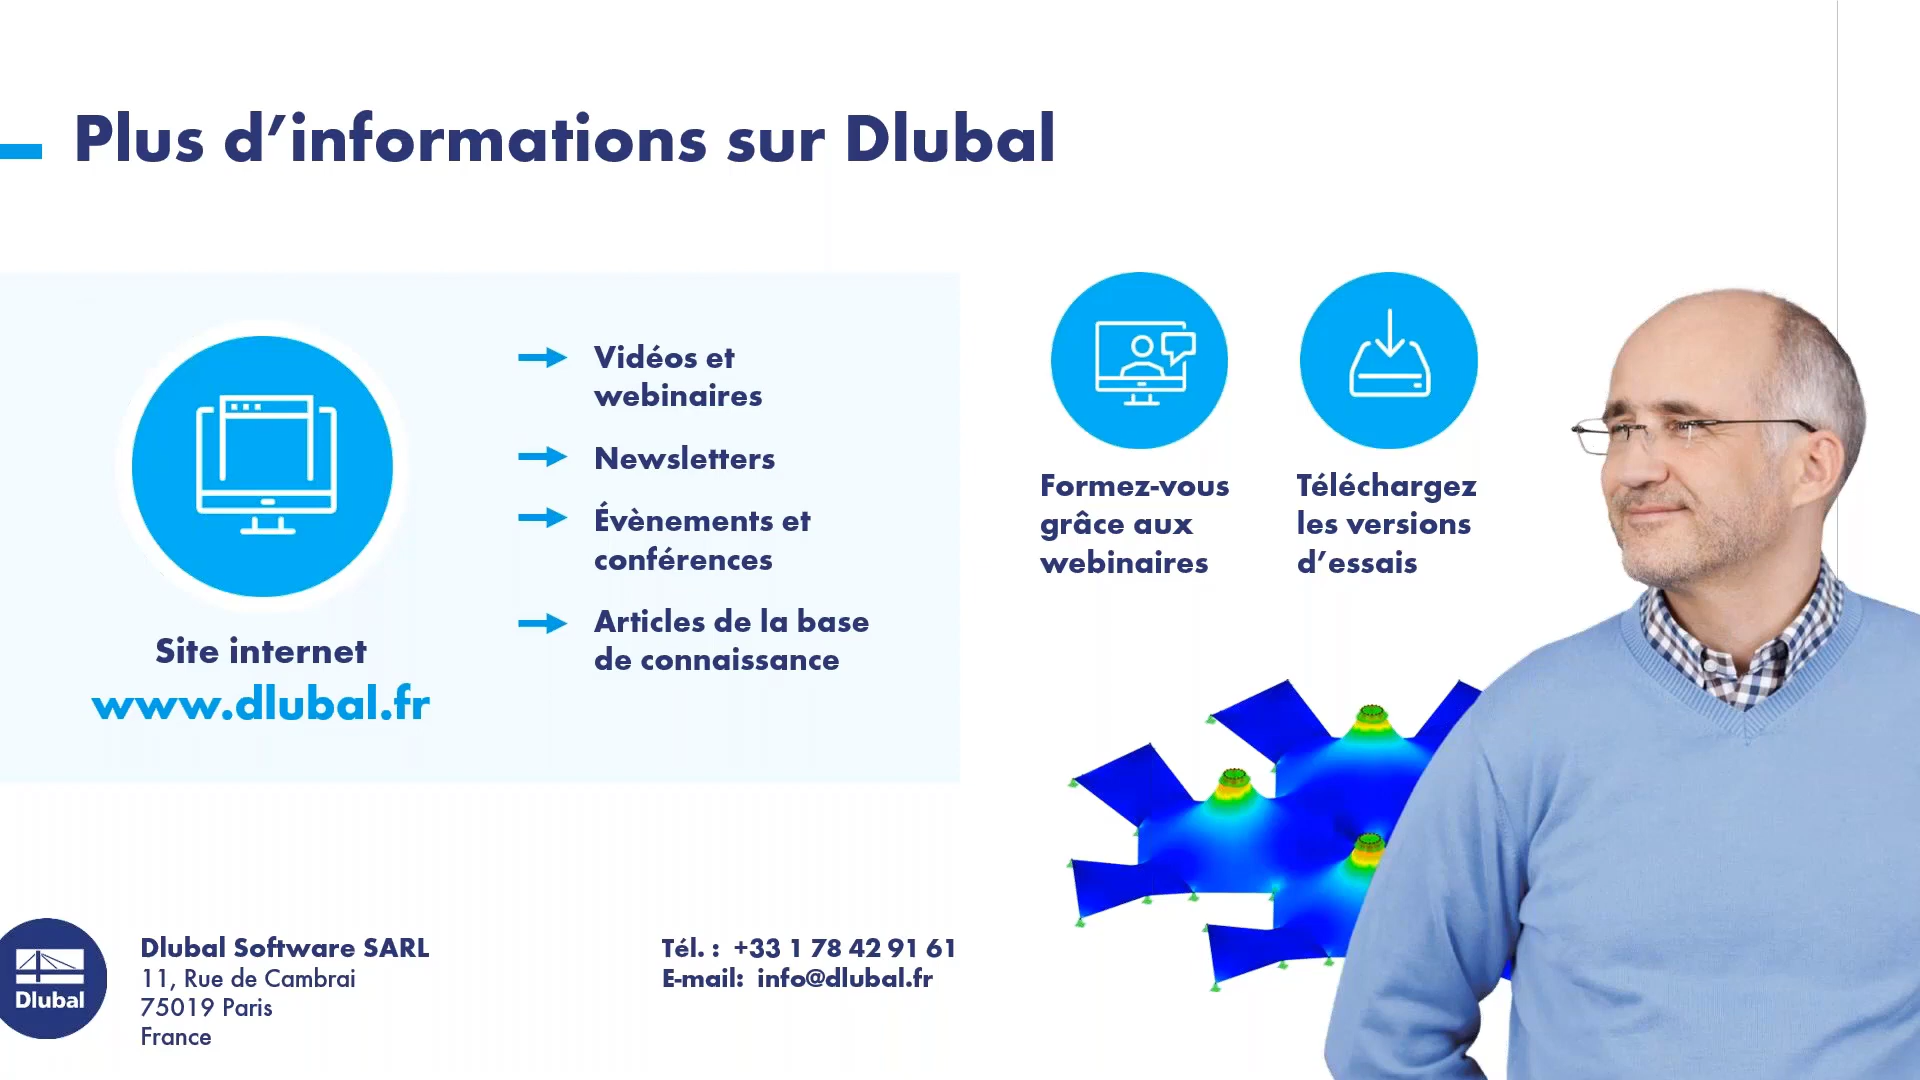 Plus d’informations sur Dlubal
Site internet
www.dlubal.fr
Vidéos et
webinaires
Newsletters
Évènements et
conférences
Articles de la base
de connaissance
Formez-vous
grâce aux
webinaires
Téléchargez
les versions
d’essais
Dlubal
Dlubal Software SARL
11, Rue de Cambrai
75019 Paris
France
Tél. : +33 1 78 42 91 61
E-mail: info@dlubal.fr